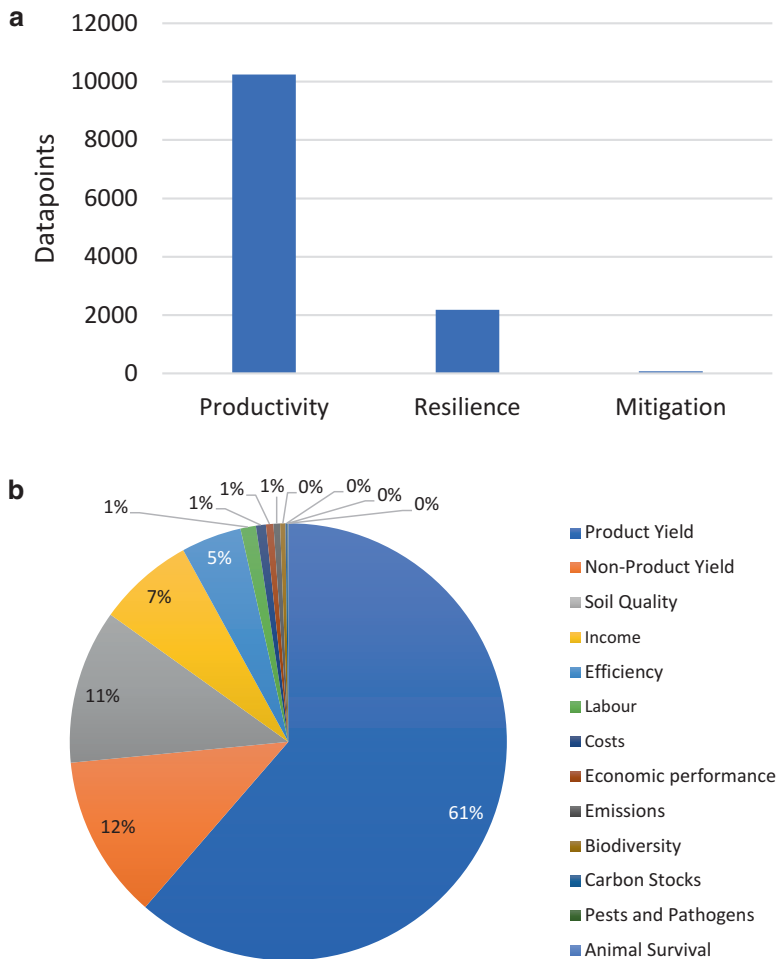 a
12000
10000
8000
6000
4000
2000
0
Datapoints
Productivity Resilience Mitigation
b
1% 1% 1% 1% 0% 0% 0% 0%
5%
7%
11%
12%
61%
Product Yield
Non-Product Yield
Soil Quality
Income
Efficiency
Labour
Costs
Economic performance
Emissions
Biodiversity
Carbon Stocks
Pests and Pathogens
Animal Survival